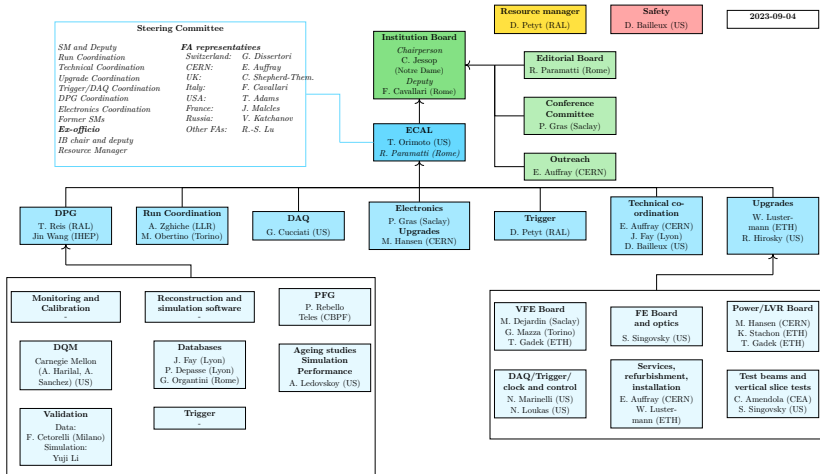 Steering Committee
SM and Deputy
Run Coordination
Technical Coordination
Upgrade Coordination
Trigger/DAQ Coordination
DPG Coordination
Electronics Coordination
Former SMs
Ex-officio
IB chair and deputy
Resource Manager
FA representatives
Switzerland: G. Dissertori
CERN: E. Auffray
UK: C. Shepherd-Them.
Italy: F. Cavallari
USA: T. Adams
France: J. Malcles
Russia: V. Katchanov
Other FAs: R.-S. Lu
Institution Board
Chairperson
C. Jessop
(Notre Dame)
Deputy
F. Cavallari (Rome)
Resource manager
D. Petyt (RAL)
Safety
D. Bailleux (US)
2023-09-04
Editorial Board
R. Paramatti (Rome)
Conference
Committee
P. Gras (Saclay)
Outreach
E. Auffray (CERN)
ECAL
T. Orimoto (US)
R. Paramatti (Rome)
DPG
T. Reis (RAL)
Jin Wang (IHEP)
Run Coordination
A. Zghiche (LLR)
M. Obertino (Torino)
DAQ
G. Cucciati (US)
Electronics
P. Gras (Saclay)
Upgrades
M. Hansen (CERN)
Trigger
D. Petyt (RAL)
Technical co-
ordination
E. Auffray (CERN)
J. Fay (Lyon)
D. Bailleux (US)
Upgrades
W. Luster-
mann (ETH)
R. Hirosky (US)
Monitoring and
Calibration
-
Reconstruction and
simulation software
-
PFG
P. Rebello
Teles (CBPF)
DQM
Carnegie Mellon
(A. Harilal, A.
Sanchez) (US)
Databases
J. Fay (Lyon)
P. Depasse (Lyon)
G. Organtini (Rome)
Ageing studies
Simulation
Performance
A. Ledovskoy (US)
Validation
Data:
F. Cetorelli (Milano)
Simulation:
Yuji Li
Trigger
-
VFE Board
M. Dejardin (Saclay)
G. Mazza (Torino)
T. Gadek (ETH)
FE Board
and optics
S. Singovsky (US)
Power/LVR Board
M. Hansen (CERN)
K. Stachon (ETH)
T. Gadek (ETH)
DAQ/Trigger/
clock and control
N. Marinelli (US)
N. Loukas (US)
Services,
refurbishment,
installation
E. Auffray (CERN)
W. Luster-
mann (ETH)
Test beams and
vertical slice tests
C. Amendola (CEA)
S. Singovsky (US)